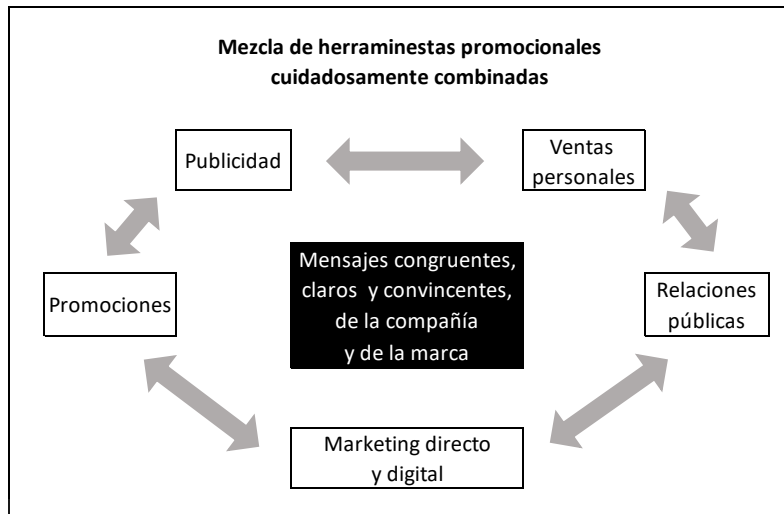 Mezcla de herraminestas promocionales
cuidadosamente combinadas
Publicidad
Ventas
personales
Mensajes congruentes,
claros y convincentes,
de la compañía
y de la marca
Promociones
Relaciones
públicas
Marketing directo
y digital